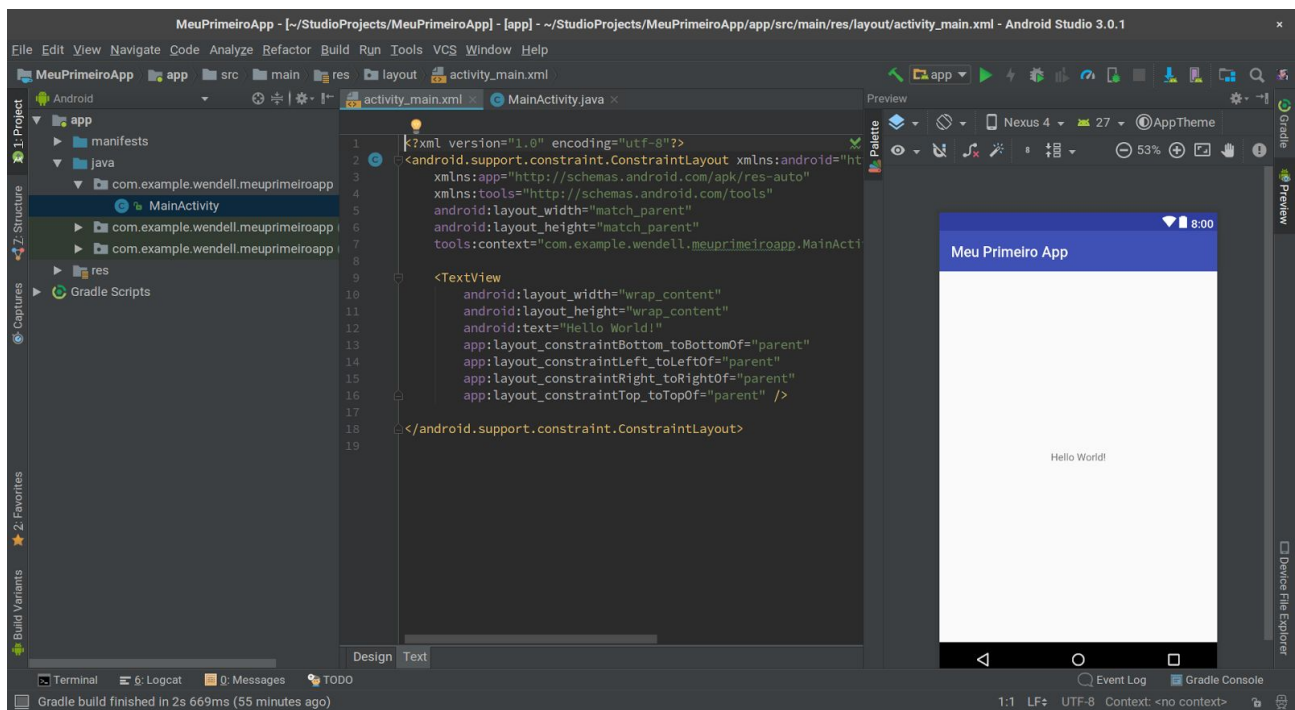 MeuPrimeiroApp - [~/StudioProjects/MeuPrimeiroApp] - [app] - ~/StudioProjects/MeuPrimeiroApp/app/src/main/res/layout/activity_main.xml - Android Studio 3.0.1
File Edit View Navigate Code Analyze Refactor Build Run Tools VCS Window Help
MeuPrimeiroApp app src main res layout activity_main.xml
app
Android
activity_main.xml
MainActivity.java
Preview
1: Project
Z: Structure
Captures
2: Favorites
Build Variants
app
manifests
java
com.example.wendell.meuprimeiroapp
MainActivity
com.example.wendell.meuprimeiroapp
com.example.wendell.meuprimeiroapp
res
Gradle Scripts
1 <?xml version="1.0" encoding="utf-8"?>
2 <android.support.constraint.ConstraintLayout xmlns:android="ht
3 xmlns:app="http://schemas.android.com/apk/res-auto"
4 xmlns:tools="http://schemas.android.com/tools"
5 android:layout_width="match_parent"
6 android:layout_height="match_parent"
7 tools:context="com.example.wendell.meuprimeiroapp.MainActi
8
9 <TextView
10 android:layout_width="wrap_content"
11 android:layout_height="wrap_content"
12 android:text="Hello World!"
13 app:layout_constraintBottom_toBottomOf="parent"
14 app:layout_constraintLeft_toLeftOf="parent"
15 app:layout_constraintRight_toRightOf="parent"
16 app:layout_constraintTop_toTopOf="parent" />
17
18 </android.support.constraint.ConstraintLayout>
19
Design Text
Palette
Nexus 4 27 AppTheme
8 53%
8:00
Meu Primeiro App
Hello World!
Gradle
Preview
Device File Explorer
Terminal 6: Logcat 0: Messages TODO
Event Log Gradle Console
Gradle build finished in 2s 669ms (55 minutes ago)
1:1 LF UTF-8 Context: <no context>